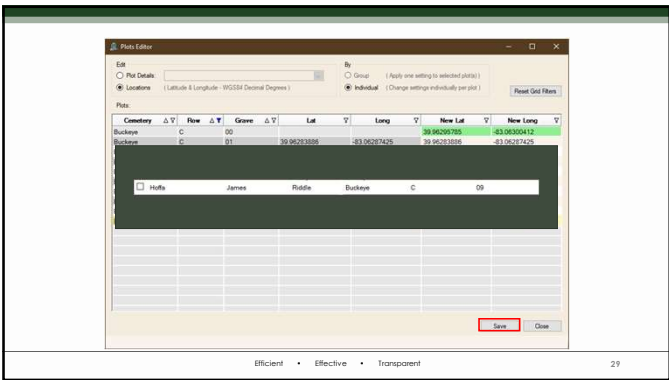 Plots Editor
Edit
By
Plot Details:
Group (Apply one setting to selected plot(s))
Locations (Latitude & Longitude - WGS84 Decimal Degrees)
Individual (Change settings individually per plot)
Reset Grid Filters
Plots:
Cemetery Row Grave Lat Long New Lat New Long
Buckeye C 00 39.96295785 -83.06300412
Buckeye C 01 39.96283886 -83.06287425 39.96283886 -83.06287425
Hoffa James Riddle Buckeye C 09
Save Close
Efficient • Effective • Transparent 29